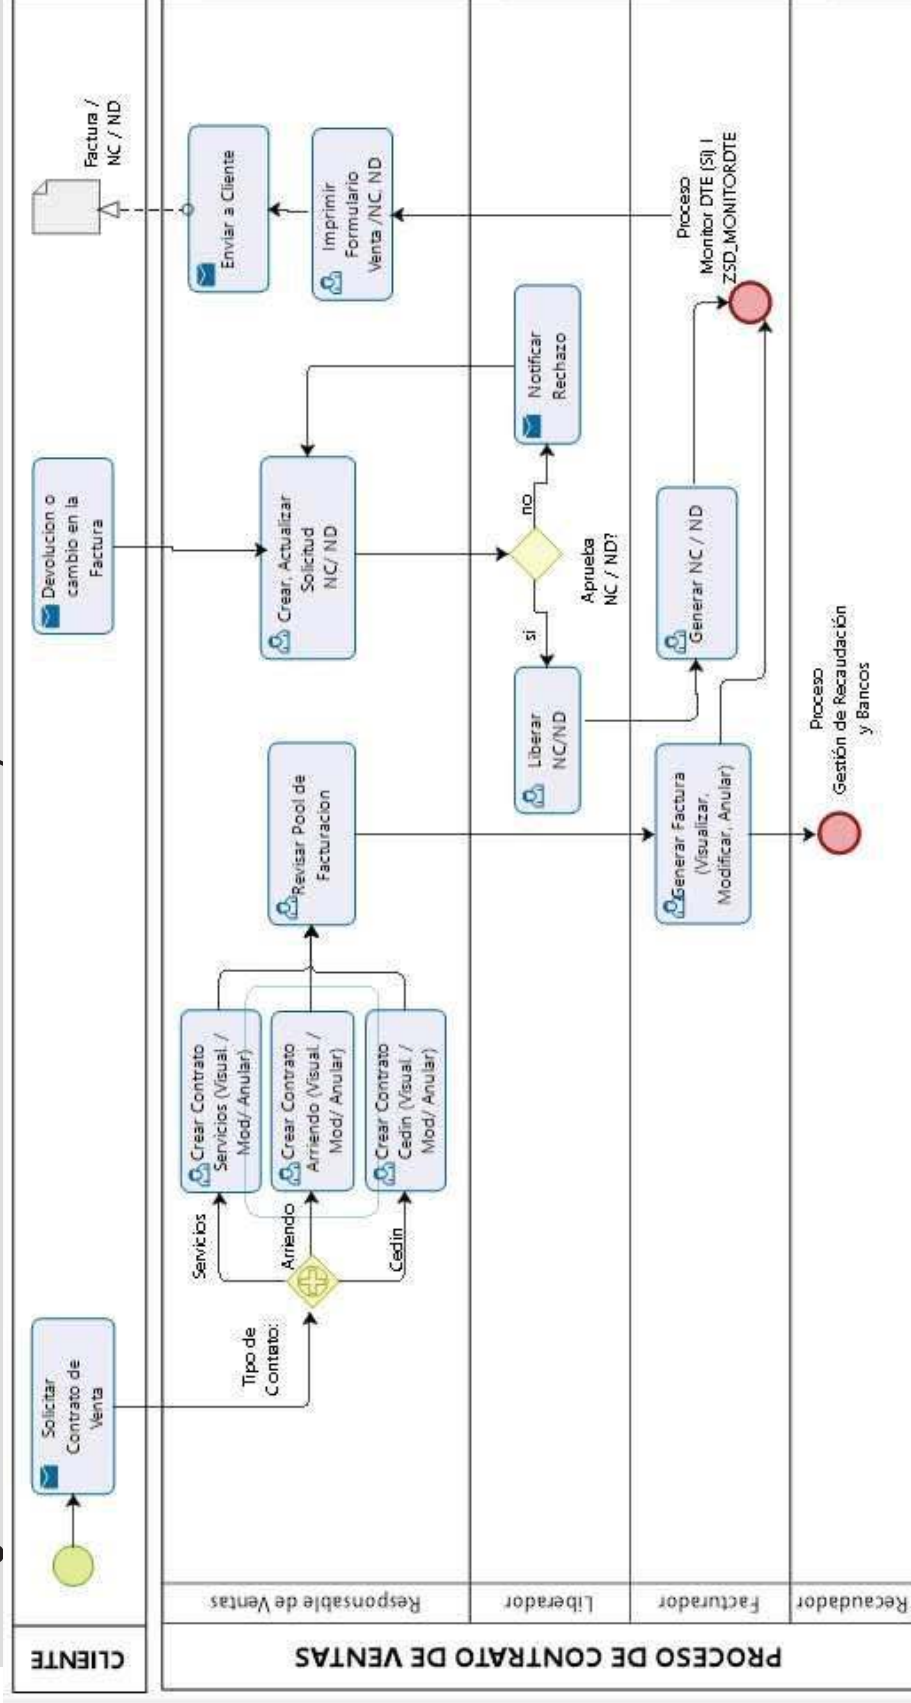 CLIENTE
Solicitar
Contrato de
Venta
Devolucion o
cambio en la
Factura
Factura /
NC / ND
PROCESO DE CONTRATO DE VENTAS
Responsable de Ventas
Tipo de
Contrato:
Servicios
Arriendo
Cedin
Crear Contrato
Servicios (Visual. /
Mod/ Anular)
Crear Contrato
Arriendo (Visual. /
Mod/ Anular)
Crear Contrato
Cedin (Visual. /
Mod/ Anular)
Revisar Pool de
Facturacion
Crear, Actualizar
Solicitud
NC/ ND
Enviar a Cliente
Imprimir
Formulario
Venta /NC, ND
Liberador
Liberar
NC/ND
si
no
Aprueba
NC / ND?
Notificar
Rechazo
Facturador
Generar Factura
(Visualizar,
Modificar, Anular)
Generar NC / ND
Proceso
Monitor DTE (Si) I
ZSD_MONITORDTE
Recaudador
Proceso
Gestión de Recaudación
y Bancos